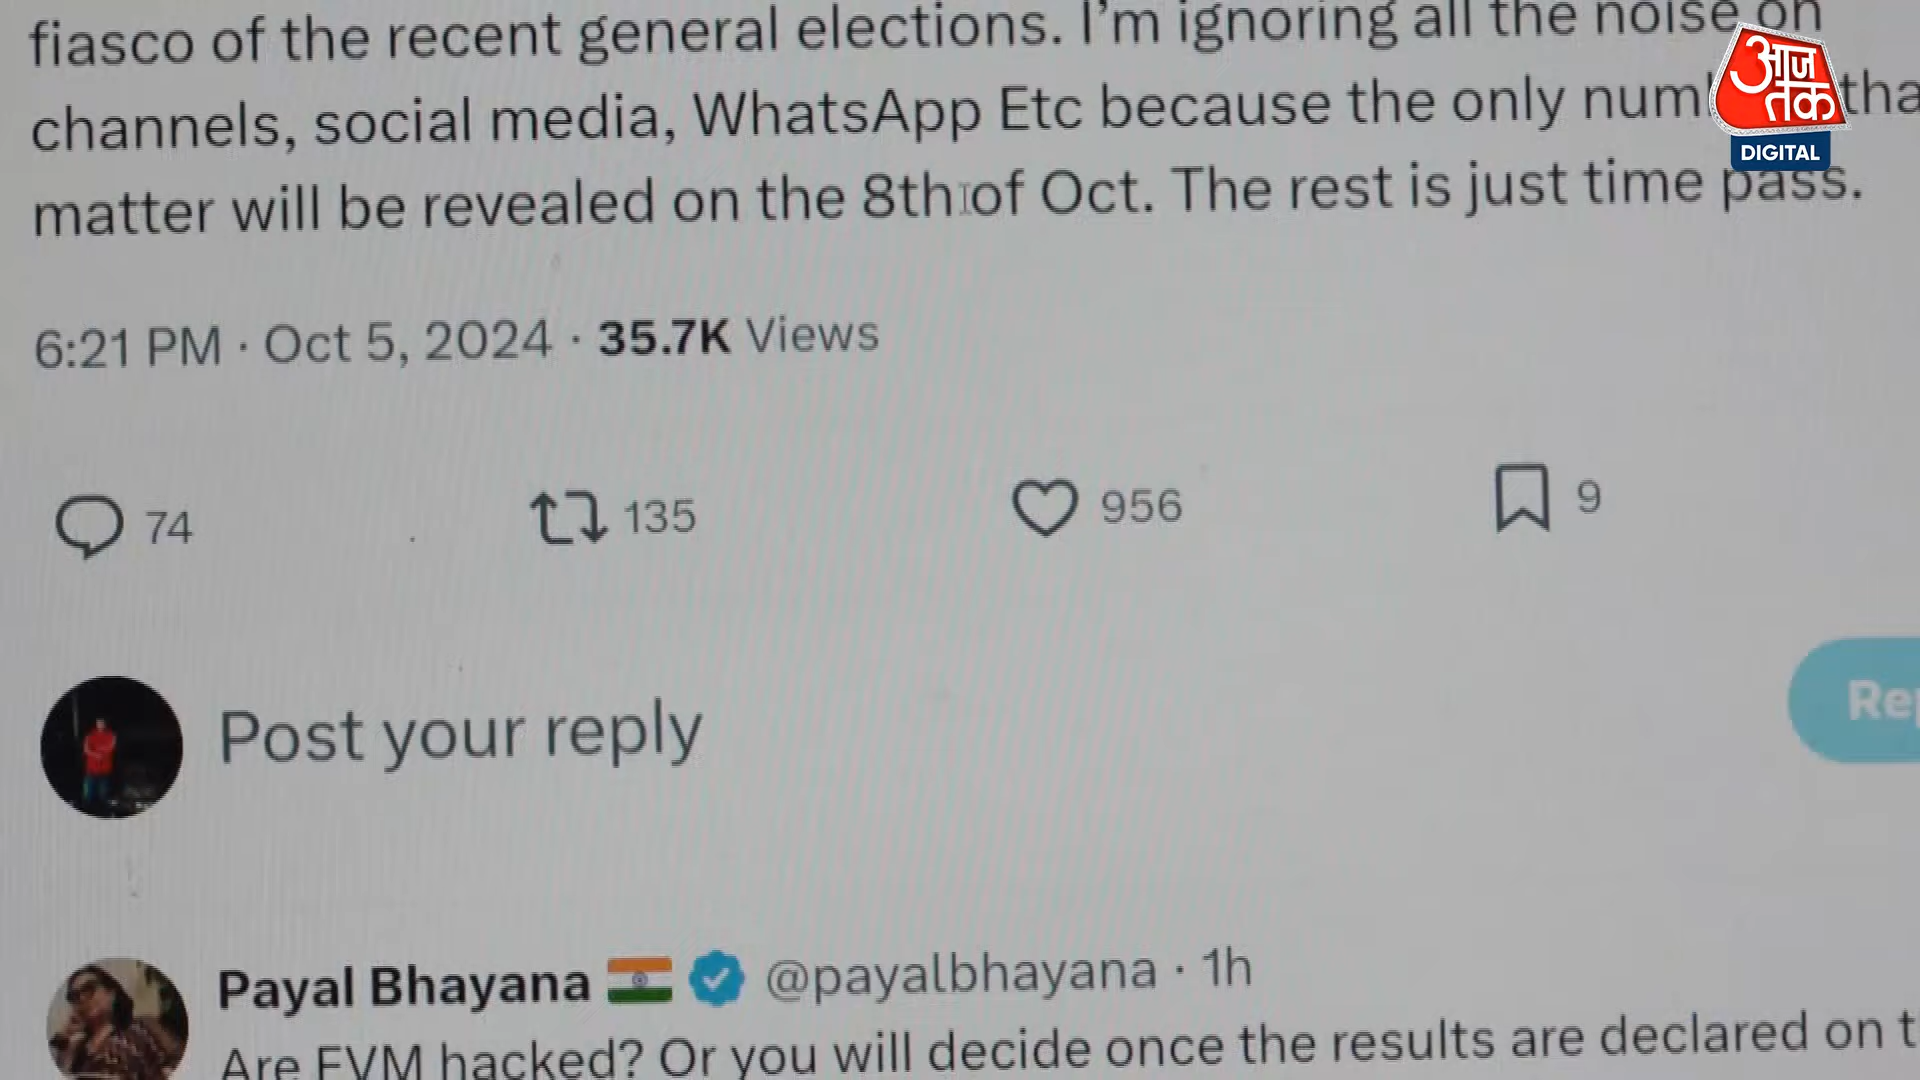 fiasco of the recent general elections. I'm ignoring all the noise on
channels, social media, WhatsApp Etc because the only tha
matter will be revealed on the 8th of Oct. The rest is just time pass.
आज
तक
DIGITAL
6:21 PM · Oct 5, 2024 · 35.7K Views
74 135 956 9
Post your reply
Rep
Payal Bhayana @payalbhayana · 1h
Are EVM hacked? Or you will decide once the results are declared on t